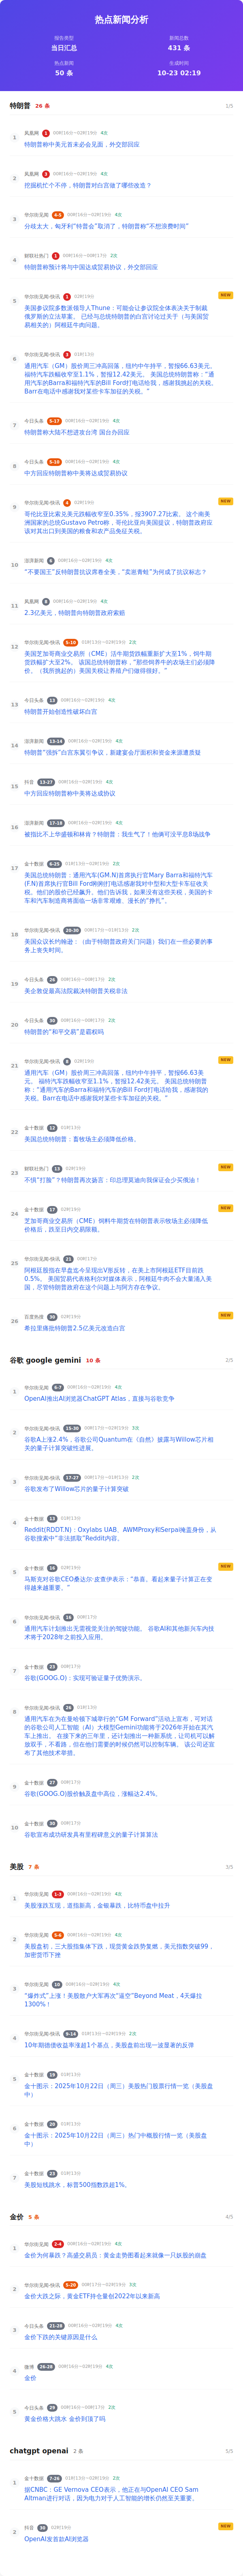 热点新闻分析
报告类型
当日汇总
新闻总数
431 条
热点新闻
50 条
生成时间
10-23 02:19
特朗普 26 条 1/5
1
凤凰网 1 00时16分~02时19分 4次
特朗普称中美元首未必会见面，外交部回应
2
凤凰网 3 00时16分~02时19分 4次
挖掘机忙个不停，特朗普对白宫做了哪些改造？
3
华尔街见闻 4-5 00时16分~02时19分 4次
分歧太大，匈牙利“特普会”取消了，特朗普称“不想浪费时间”
4
财联社热门 1 00时16分~00时17分 2次
特朗普称预计将与中国达成贸易协议，外交部回应
5
华尔街见闻-快讯 1 02时19分 NEW
美国参议院多数派领导人Thune：可能会让参议院全体表决关于制裁
俄罗斯的立法草案。 已经与总统特朗普的白宫讨论过关于（与美国贸
易相关的）阿根廷牛肉问题。
6
华尔街见闻-快讯 3 01时13分
通用汽车（GM）股价周三冲高回落，纽约中午持平，暂报66.63美元。
福特汽车跌幅收窄至1.1%，暂报12.42美元。 美国总统特朗普称：“通
用汽车的Barra和福特汽车的Bill Ford打电话给我，感谢我挑起的关税。
Barr在电话中感谢我对某些卡车加征的关税。”
7
今日头条 5-17 00时16分~02时19分 4次
特朗普称大陆不想进攻台湾 国台办回应
8
今日头条 5-10 00时16分~02时19分 4次
中方回应特朗普称中美将达成贸易协议
9
华尔街见闻-快讯 4 02时19分 NEW
哥伦比亚比索兑美元跌幅收窄至0.35%，报3907.27比索。 这个南美
洲国家的总统Gustavo Petro称，哥伦比亚向美国提议，特朗普政府应
该对其出口到美国的粮食和农产品免征关税。
10
澎湃新闻 6 00时16分~02时19分 4次
“不要国王”反特朗普抗议席卷全美，“卖老青蛙”为何成了抗议标志？
11
凤凰网 8 00时16分~02时19分 4次
2.3亿美元，特朗普向特朗普政府索赔
12
华尔街见闻-快讯 5-10 01时13分~02时19分 2次
美国芝加哥商业交易所（CME）活牛期货跌幅重新扩大至1%，饲牛期
货跌幅扩大至2%。 该国总统特朗普称，“那些饲养牛的农场主们必须降
价。（我所挑起的）美国关税让养殖户们做得很好。”
13
今日头条 13 00时16分~02时19分 4次
特朗普开始创造性破坏白宫
14
澎湃新闻 13-14 00时16分~02时19分 4次
特朗普“强拆”白宫东翼引争议，新建宴会厅面积和资金来源遭质疑
15
抖音 13-27 00时16分~02时19分 4次
中方回应特朗普称中美将达成协议
16
澎湃新闻 17-18 00时16分~02时19分 4次
被指比不上华盛顿和林肯？特朗普：我生气了！他俩可没平息8场战争
17
金十数据 6-25 01时13分~02时19分 2次
美国总统特朗普：通用汽车(GM.N)首席执行官Mary Barra和福特汽车
(F.N)首席执行官Bill Ford刚刚打电话感谢我对中型和大型卡车征收关
税。他们的股价已经飙升。他们告诉我，如果没有这些关税，美国的卡
车和汽车制造商将面临一场非常艰难、漫长的“挣扎”。
18
华尔街见闻-快讯 20-30 00时17分~01时13分 2次
美国众议长约翰逊：（由于特朗普政府关门问题）我们在一些必要的事
务上丧失时间。
19
今日头条 26 00时16分~00时17分 2次
美企敦促最高法院裁决特朗普关税非法
20
今日头条 30 00时16分~00时17分 2次
特朗普的“和平交易”是霸权吗
21
华尔街见闻-快讯 8 02时19分 NEW
通用汽车（GM）股价周三冲高回落，纽约中午持平，暂报66.63美
元。 福特汽车跌幅收窄至1.1%，暂报12.42美元。 美国总统特朗普
称：“通用汽车的Barra和福特汽车的Bill Ford打电话给我，感谢我的
关税。Barr在电话中感谢我对某些卡车加征的关税。”
22
金十数据 12 01时13分
美国总统特朗普：畜牧场主必须降低价格。
23
财联社热门 13 02时19分 NEW
不惧“打脸”？特朗普再次扬言：印总理莫迪向我保证会少买俄油！
24
金十数据 17 02时19分 NEW
芝加哥商业交易所（CME）饲料牛期货在特朗普表示牧场主必须降低
价格后，跌至日内交易限额。
25
华尔街见闻-快讯 21 00时17分
阿根廷股指在早盘迄今呈现出V形反转，在美上市阿根廷ETF目前跌
0.5%。 美国贸易代表格利尔对媒体表示，阿根廷牛肉不会大量涌入美
国，尽管特朗普政府在这个问题上与阿方存在争议。
26
百度热搜 30 02时19分 NEW
希拉里痛批特朗普2.5亿美元改造白宫
谷歌 google gemini 10 条 2/5
1
华尔街见闻 6-7 00时16分~02时19分 4次
OpenAI推出AI浏览器ChatGPT Atlas，直接与谷歌竞争
2
华尔街见闻-快讯 15-30 00时17分~02时19分 3次
谷歌A上涨2.4%，谷歌公司Quantum在《自然》披露与Willow芯片相
关的量子计算突破性进展。
3
华尔街见闻-快讯 17-27 00时17分~01时13分 2次
谷歌发布了Willow芯片的量子计算突破
4
金十数据 13 01时13分
Reddit(RDDT.N)：Oxylabs UAB、AWMProxy和Serpai掩盖身份，从
谷歌搜索中“非法抓取”Reddit内容。
5
金十数据 16 02时19分 NEW
马斯克对谷歌CEO桑达尔·皮查伊表示：“恭喜。看起来量子计算正在变
得越来越重要。”
6
华尔街见闻-快讯 16 00时17分
通用汽车计划推出无需视觉关注的驾驶功能。 谷歌AI和其他新兴车内技
术将于2028年之前投入应用。
7
金十数据 23 00时17分
谷歌(GOOG.O)：实现可验证量子优势演示。
8
华尔街见闻-快讯 26 01时13分
通用汽车在为在曼哈顿下城举行的“GM Forward”活动上宣布，可对话
的谷歌公司人工智能（AI）大模型Gemini功能将于2026年开始在其汽
车上推出。 在接下来的三年里，还计划推出一种新系统，让司机可以解
放双手，不看路，但在他们需要的时候仍然可以控制车辆。 该公司还宣
布了其他技术举措。
9
金十数据 27 00时17分
谷歌(GOOG.O)股价触及盘中高位，涨幅达2.4%。
10
金十数据 30 00时17分
谷歌宣布成功研发具有里程碑意义的量子计算算法
美股 7 条 3/5
1
华尔街见闻 1-3 00时16分~02时19分 4次
美股涨跌互现，道指创新高，金银暴跌，比特币盘中拉升
2
华尔街见闻 5-6 00时16分~02时19分 4次
美股盘初，三大股指集体下跌，现货黄金跌势复燃，美元指数突破99，
加密货币下挫
3
华尔街见闻 10 00时16分~02时19分 4次
“爆炸式”上涨！美股散户大军再次“逼空”Beyond Meat，4天爆拉
1300%！
4
华尔街见闻-快讯 9-14 01时13分~02时19分 2次
10年期德债收益率涨超1个基点，美股盘前出现一波显著的反弹
5
金十数据 19 01时13分
金十图示：2025年10月22日（周三）美股热门股票行情一览（美股盘
中）
6
金十数据 20 01时13分
金十图示：2025年10月22日（周三）热门中概股行情一览（美股盘
中）
7
金十数据 23 01时13分
美股短线跳水，标普500指数跌超1%。
金价 5 条 4/5
1
华尔街见闻 2-4 00时16分~02时19分 4次
金价为何暴跌？高盛交易员：黄金走势图看起来就像一只妖股的崩盘
2
华尔街见闻-快讯 5-20 00时17分~02时19分 3次
金价大跌之际，黄金ETF持仓量创2022年以来新高
3
今日头条 21-28 00时16分~02时19分 4次
金价下跌的关键原因是什么
4
微博 26-28 00时16分~02时19分 4次
金价
5
今日头条 29 00时16分~00时17分 2次
黄金价格大跳水 金价到顶了吗
chatgpt openai 2 条 5/5
1
金十数据 7-26 01时13分~02时19分 2次
据CNBC：GE Vernova CEO表示，他正在与OpenAI CEO Sam
Altman进行对话，因为电力对于人工智能的增长仍然至关重要。
2
抖音 30 02时19分 NEW
OpenAI发首款AI浏览器